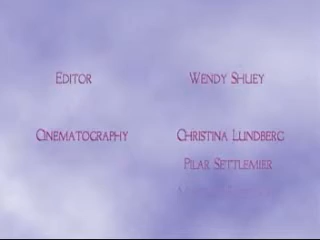 Editor Wendy Shuey
Cinematography Christina Lundberg
Pilar Settlemier